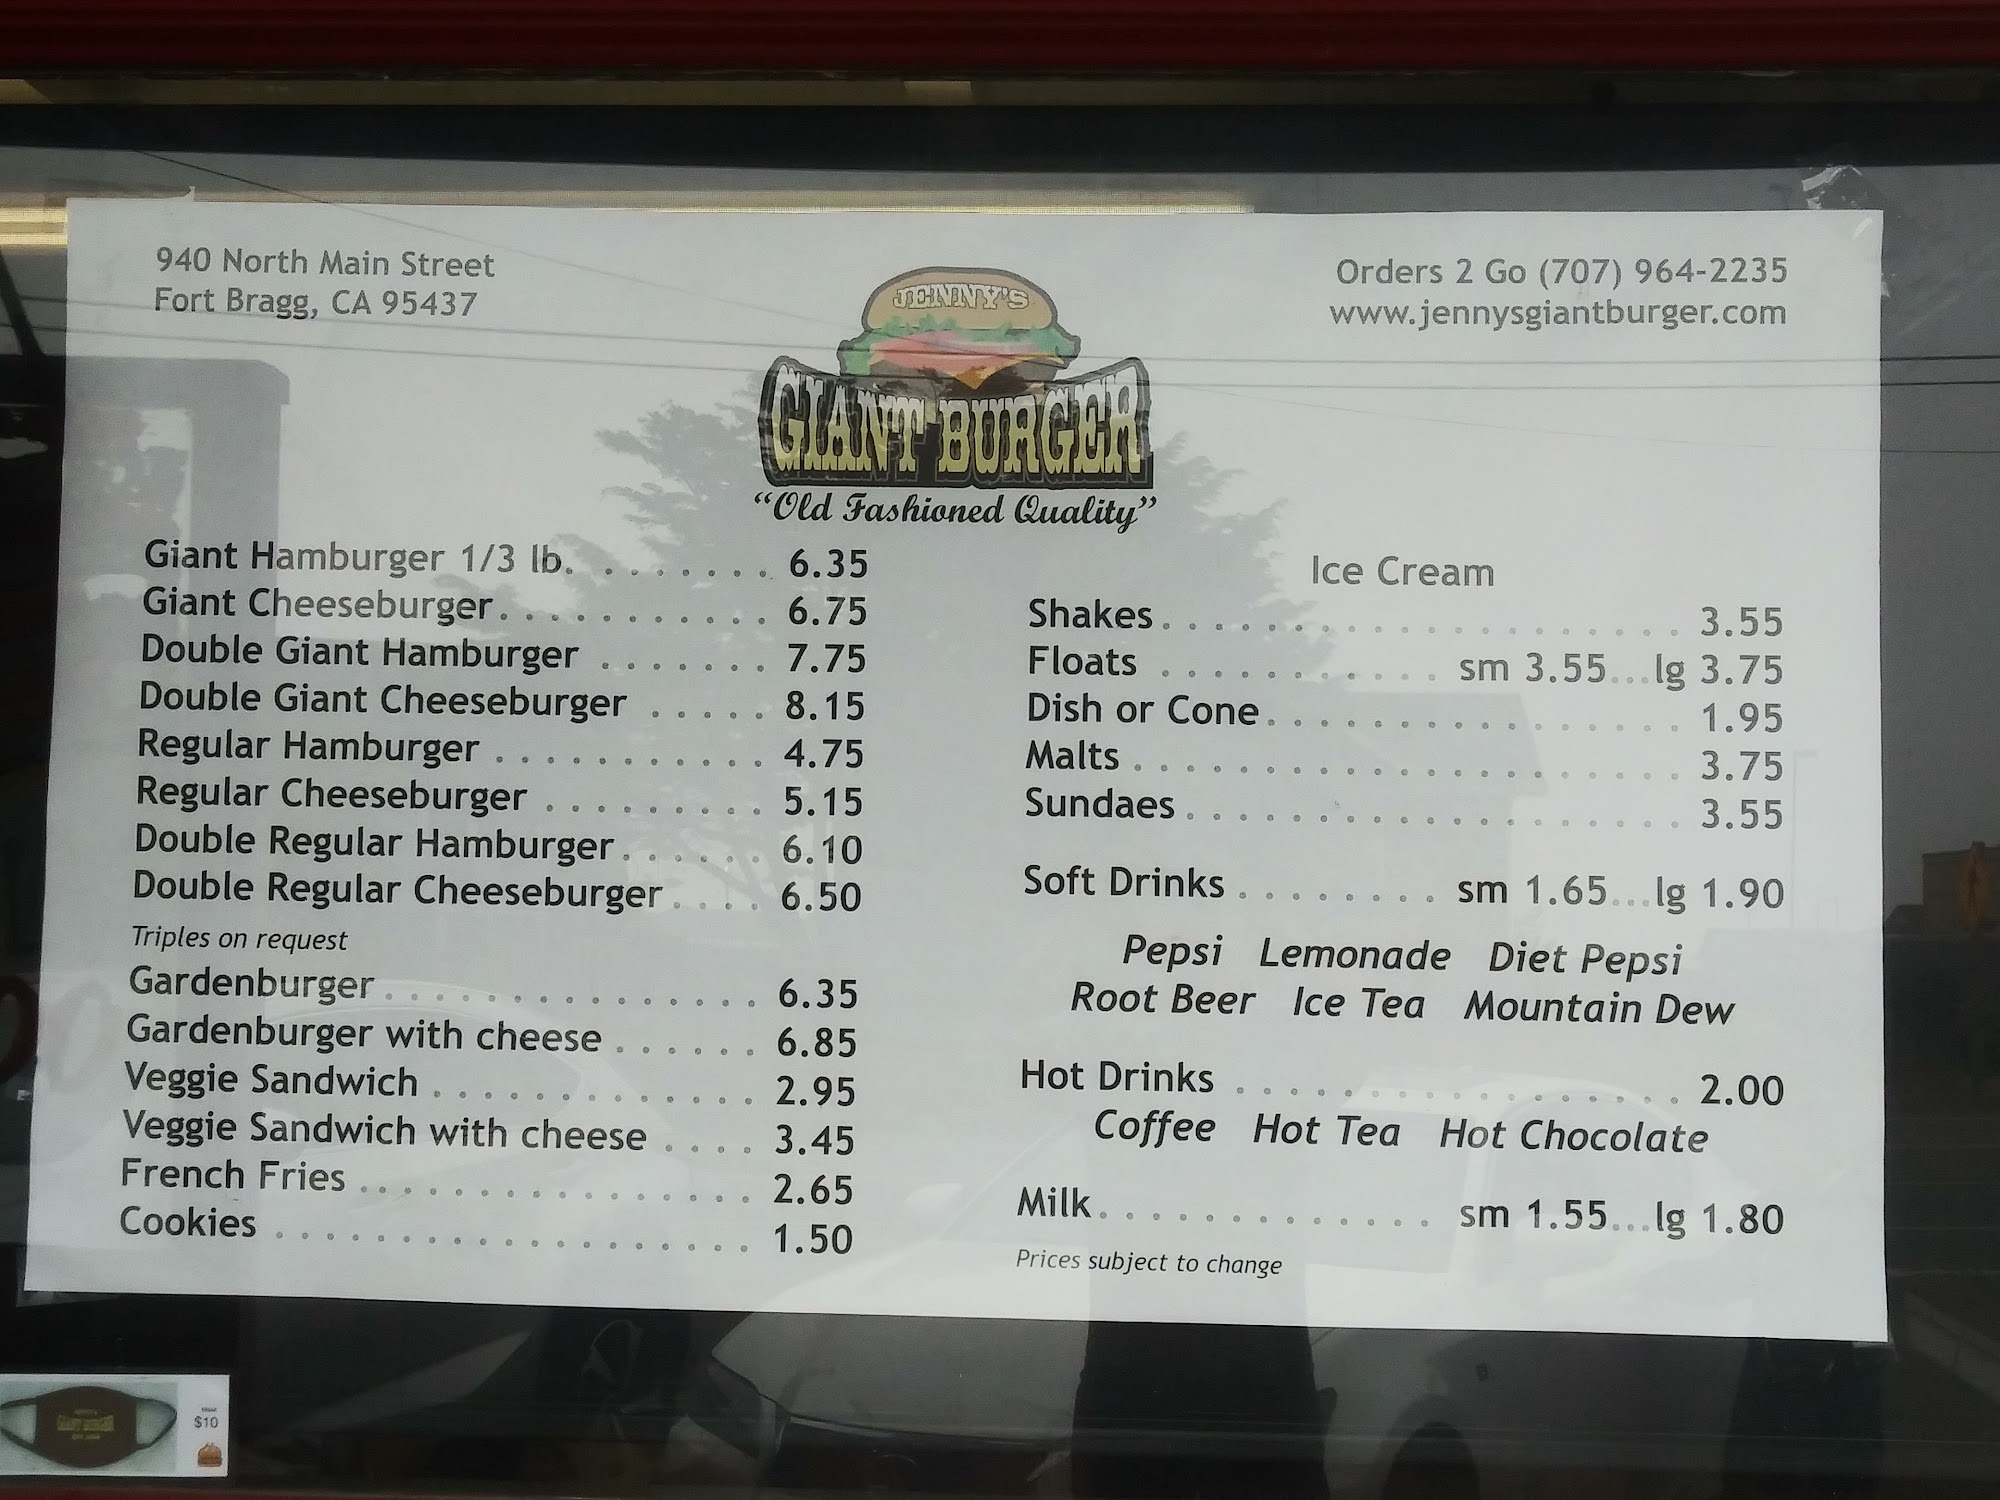 940 North Main Street
Fort Bragg, CA 95437
Orders 2 Go (707) 964-2235
www.jennysgiantburger.com
JENNY'S
GIANT BURGER
"Old Fashioned Quality"
Giant Hamburger 1/3 lb. . . . . . . . . 6.35
Giant Cheeseburger. . . . . . . . . . . 6.75
Double Giant Hamburger . . . . . . . 7.75
Double Giant Cheeseburger . . . . . 8.15
Regular Hamburger . . . . . . . . . . . 4.75
Regular Cheeseburger . . . . . . . . . 5.15
Double Regular Hamburger. . . . . . 6.10
Double Regular Cheeseburger . . . . 6.50
Triples on request
Gardenburger. . . . . . . . . . . . . . . 6.35
Gardenburger with cheese . . . . . . 6.85
Veggie Sandwich . . . . . . . . . . . . . 2.95
Veggie Sandwich with cheese . . . . 3.45
French Fries . . . . . . . . . . . . . . . . . 2.65
Cookies . . . . . . . . . . . . . . . . . . . . 1.50
Ice Cream
Shakes. . . . . . . . . . . . . . . . . . . . 3.55
Floats . . . . . . . . . . . sm 3.55...lg 3.75
Dish or Cone. . . . . . . . . . . . . . . . 1.95
Malts . . . . . . . . . . . . . . . . . . . . . 3.75
Sundaes . . . . . . . . . . . . . . . . . . . 3.55
Soft Drinks . . . . . . . . sm 1.65...lg 1.90
Pepsi Lemonade Diet Pepsi
Root Beer Ice Tea Mountain Dew
Hot Drinks . . . . . . . . . . . . . . . . . 2.00
Coffee Hot Tea Hot Chocolate
Milk. . . . . . . . . . . . . sm 1.55...lg 1.80
Prices subject to change
GIANT BURGER
$10